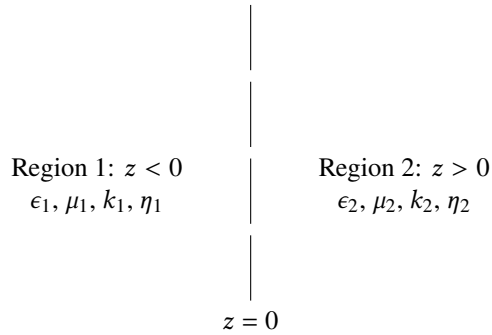 Region 1: z < 0
ϵ₁, μ₁, k₁, η₁
Region 2: z > 0
ϵ₂, μ₂, k₂, η₂
z = 0